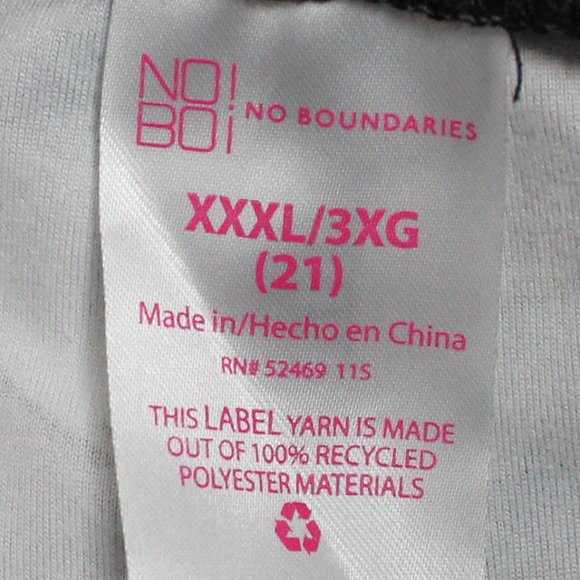 NO!
BO¡ NO BOUNDARIES
XXXL/3XG
(21)
Made in/Hecho en China
RN# 52469 11S
THIS LABEL YARN IS MADE
OUT OF 100% RECYCLED
POLYESTER MATERIALS